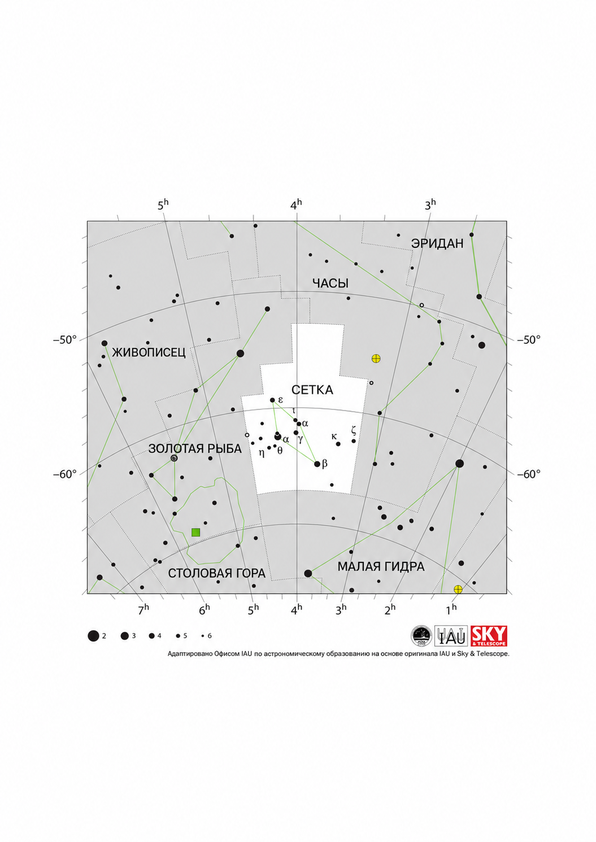 5h 4h 3h
ЭРИДАН
ЧАСЫ
−50° −50°
ЖИВОПИСЕЦ
СЕТКА
ε
ι
α
α γ
κ ζ
ЗОЛОТАЯ РЫБА
η θ
β
−60° −60°
СТОЛОВАЯ ГОРА
МАЛАЯ ГИДРА
7h 6h 5h 4h 3h 2h 1h
2 3 4 5 6
IAU
SKY
& TELESCOPE
Адаптировано Офисом IAU по астрономическому образованию на основе оригинала IAU и Sky & Telescope.